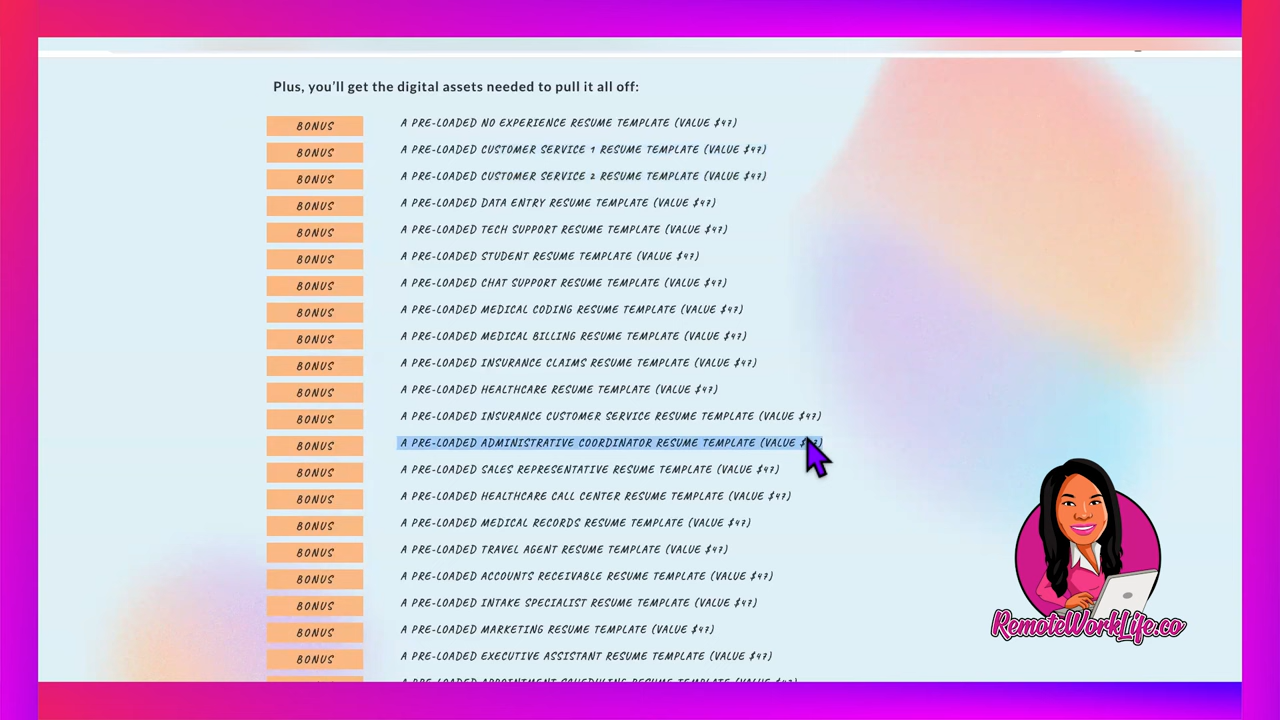 Plus, you'll get the digital assets needed to pull it all off:
BONUS A PRE-LOADED NO EXPERIENCE RESUME TEMPLATE (VALUE $47)
BONUS A PRE-LOADED CUSTOMER SERVICE 1 RESUME TEMPLATE (VALUE $47)
BONUS A PRE-LOADED CUSTOMER SERVICE 2 RESUME TEMPLATE (VALUE $47)
BONUS A PRE-LOADED DATA ENTRY RESUME TEMPLATE (VALUE $47)
BONUS A PRE-LOADED TECH SUPPORT RESUME TEMPLATE (VALUE $47)
BONUS A PRE-LOADED STUDENT RESUME TEMPLATE (VALUE $47)
BONUS A PRE-LOADED CHAT SUPPORT RESUME TEMPLATE (VALUE $47)
BONUS A PRE-LOADED MEDICAL CODING RESUME TEMPLATE (VALUE $47)
BONUS A PRE-LOADED MEDICAL BILLING RESUME TEMPLATE (VALUE $47)
BONUS A PRE-LOADED INSURANCE CLAIMS RESUME TEMPLATE (VALUE $47)
BONUS A PRE-LOADED HEALTHCARE RESUME TEMPLATE (VALUE $47)
BONUS A PRE-LOADED INSURANCE CUSTOMER SERVICE RESUME TEMPLATE (VALUE $47)
BONUS A PRE-LOADED ADMINISTRATIVE COORDINATOR RESUME TEMPLATE (VALUE $47)
BONUS A PRE-LOADED SALES REPRESENTATIVE RESUME TEMPLATE (VALUE $47)
BONUS A PRE-LOADED HEALTHCARE CALL CENTER RESUME TEMPLATE (VALUE $47)
BONUS A PRE-LOADED MEDICAL RECORDS RESUME TEMPLATE (VALUE $47)
BONUS A PRE-LOADED TRAVEL AGENT RESUME TEMPLATE (VALUE $47)
BONUS A PRE-LOADED ACCOUNTS RECEIVABLE RESUME TEMPLATE (VALUE $47)
BONUS A PRE-LOADED INTAKE SPECIALIST RESUME TEMPLATE (VALUE $47)
BONUS A PRE-LOADED MARKETING RESUME TEMPLATE (VALUE $47)
BONUS A PRE-LOADED EXECUTIVE ASSISTANT RESUME TEMPLATE (VALUE $47)
A PRE-LOADED APPOINTMENT SCHEDULING RESUME TEMPLATE (VALUE $47)
RemoteWorkLife.co